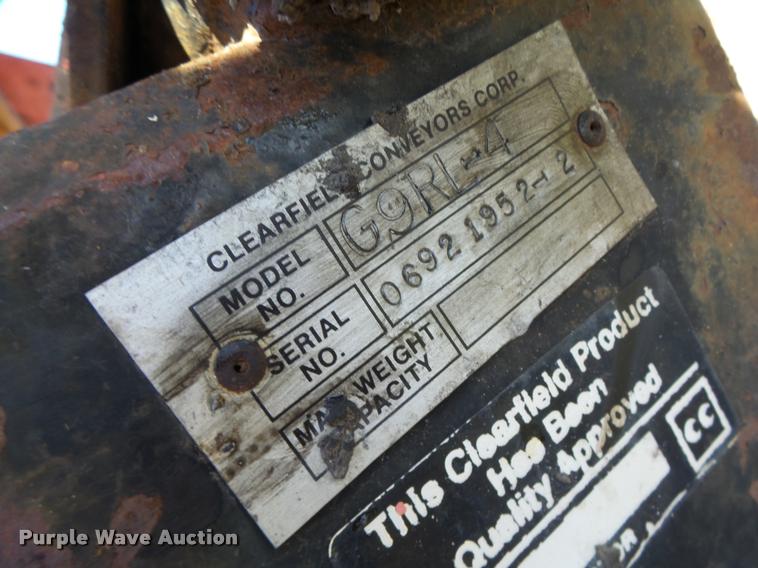 CLEARFIELD CONVEYORS CORP.
MODEL NO. G9RL-4
SERIAL NO. 0692 1952-1 2
MAX. WEIGHT CAPACITY
This Clearfield Product
Has Been
Quality Approved
CC
Purple Wave Auction